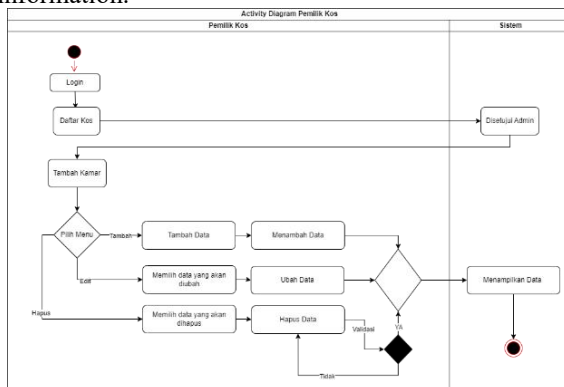 information.
Activity Diagram Pemilik Kos
Pemilik Kos
Sistem
Login
Daftar Kos
Disetujui Admin
Tambah Kamar
Pilih Menu
Tambah
Tambah Data
Menambah Data
Edit
Memilih data yang akan
diubah
Ubah Data
Menampilkan Data
Hapus
Memilih data yang akan
dihapus
Hapus Data
Validasi
YA
Tidak